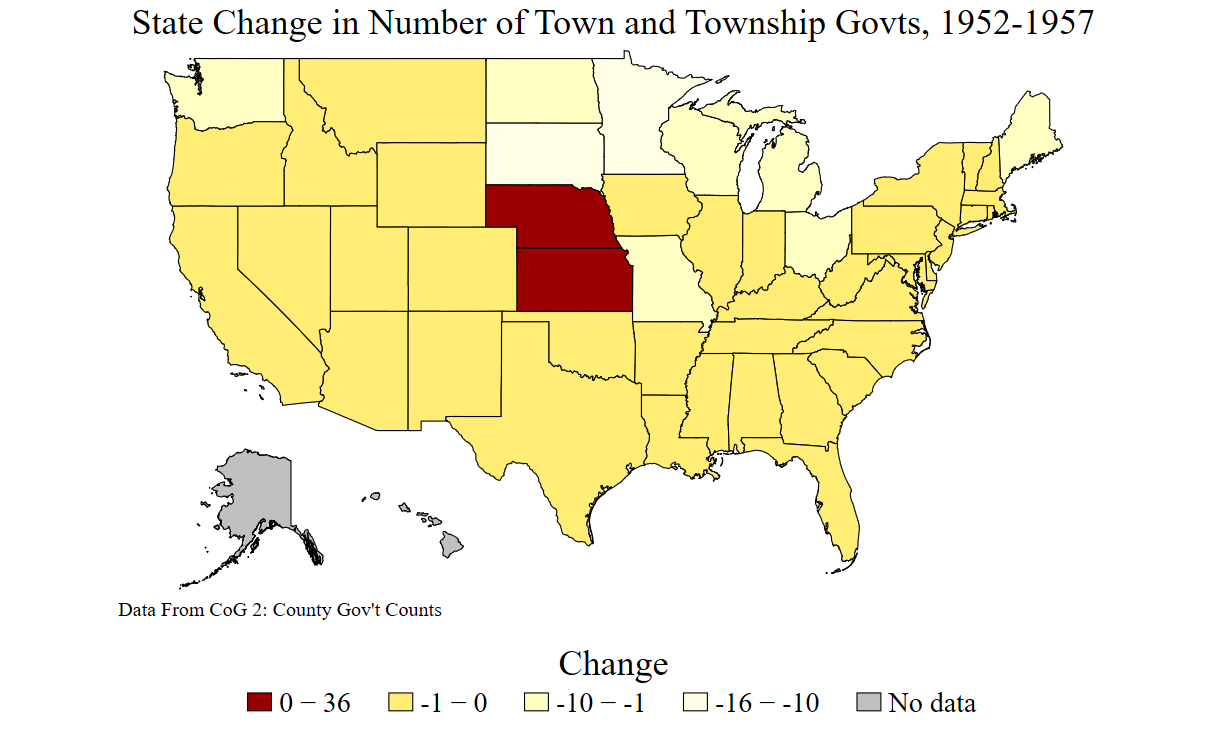 State Change in Number of Town and Township Govts, 1952-1957
Data From CoG 2: County Gov't Counts
Change
0 − 36 -1 − 0 -10 − -1 -16 − -10 No data